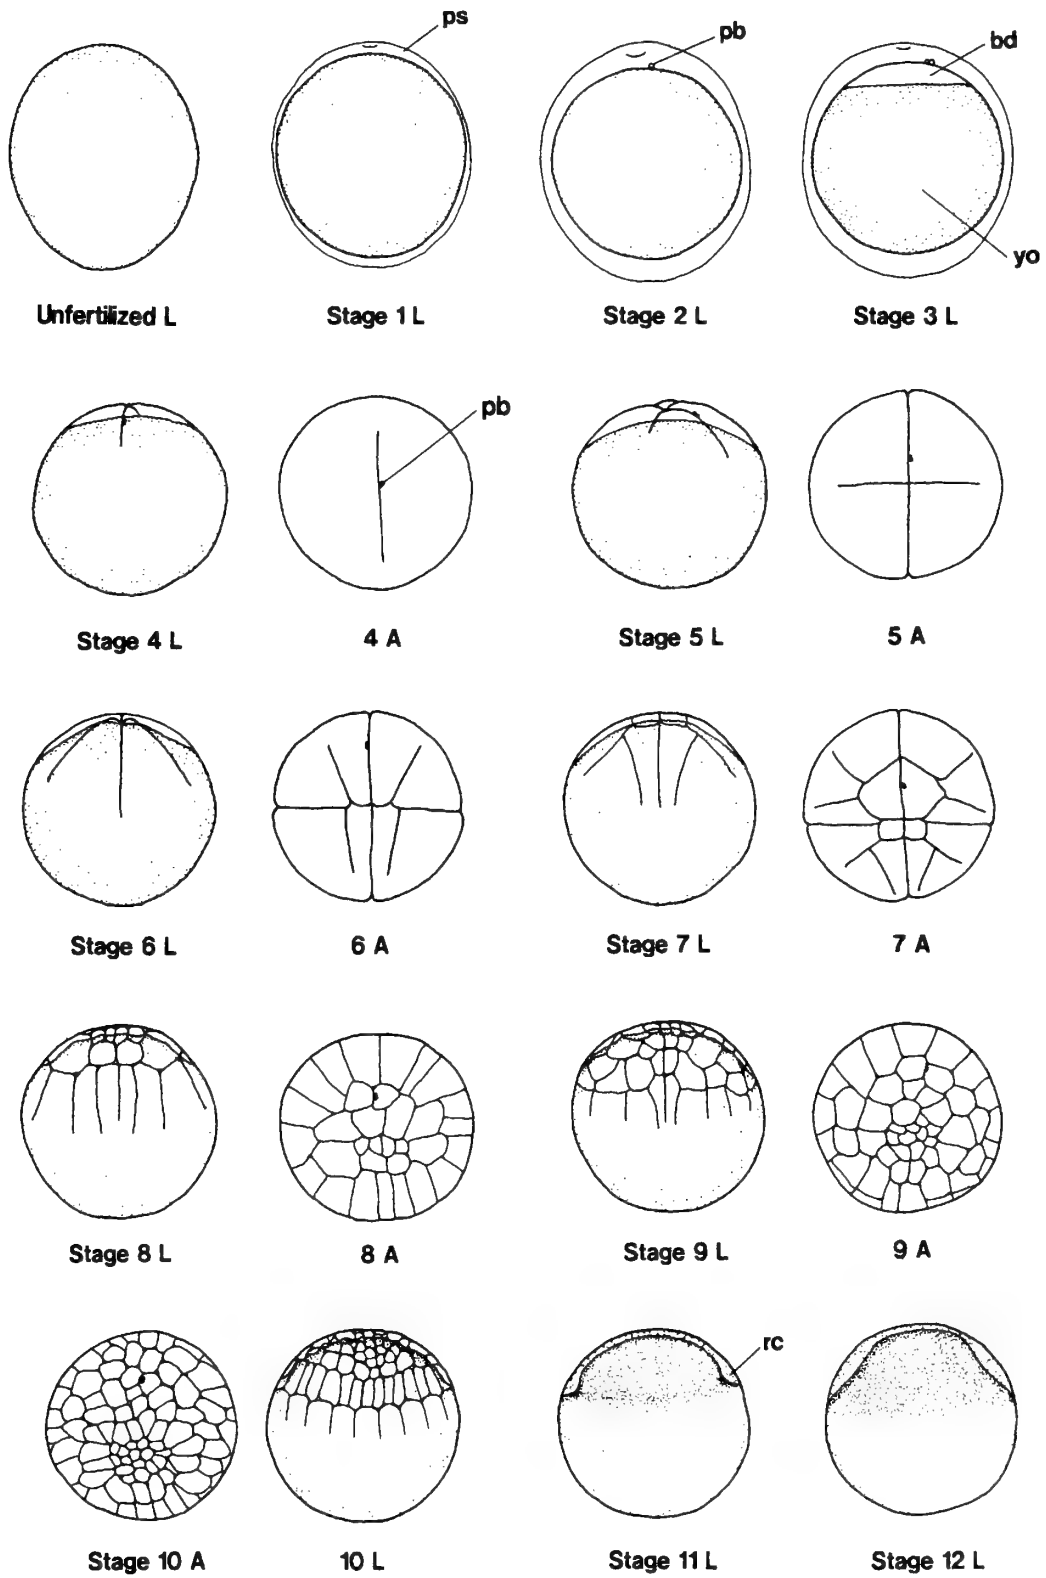 ps
pb
bd
yo
Unfertilized L
Stage 1 L
Stage 2 L
Stage 3 L
pb
Stage 4 L
4 A
Stage 5 L
5 A
Stage 6 L
6 A
Stage 7 L
7 A
Stage 8 L
8 A
Stage 9 L
9 A
rc
Stage 10 A
10 L
Stage 11 L
Stage 12 L